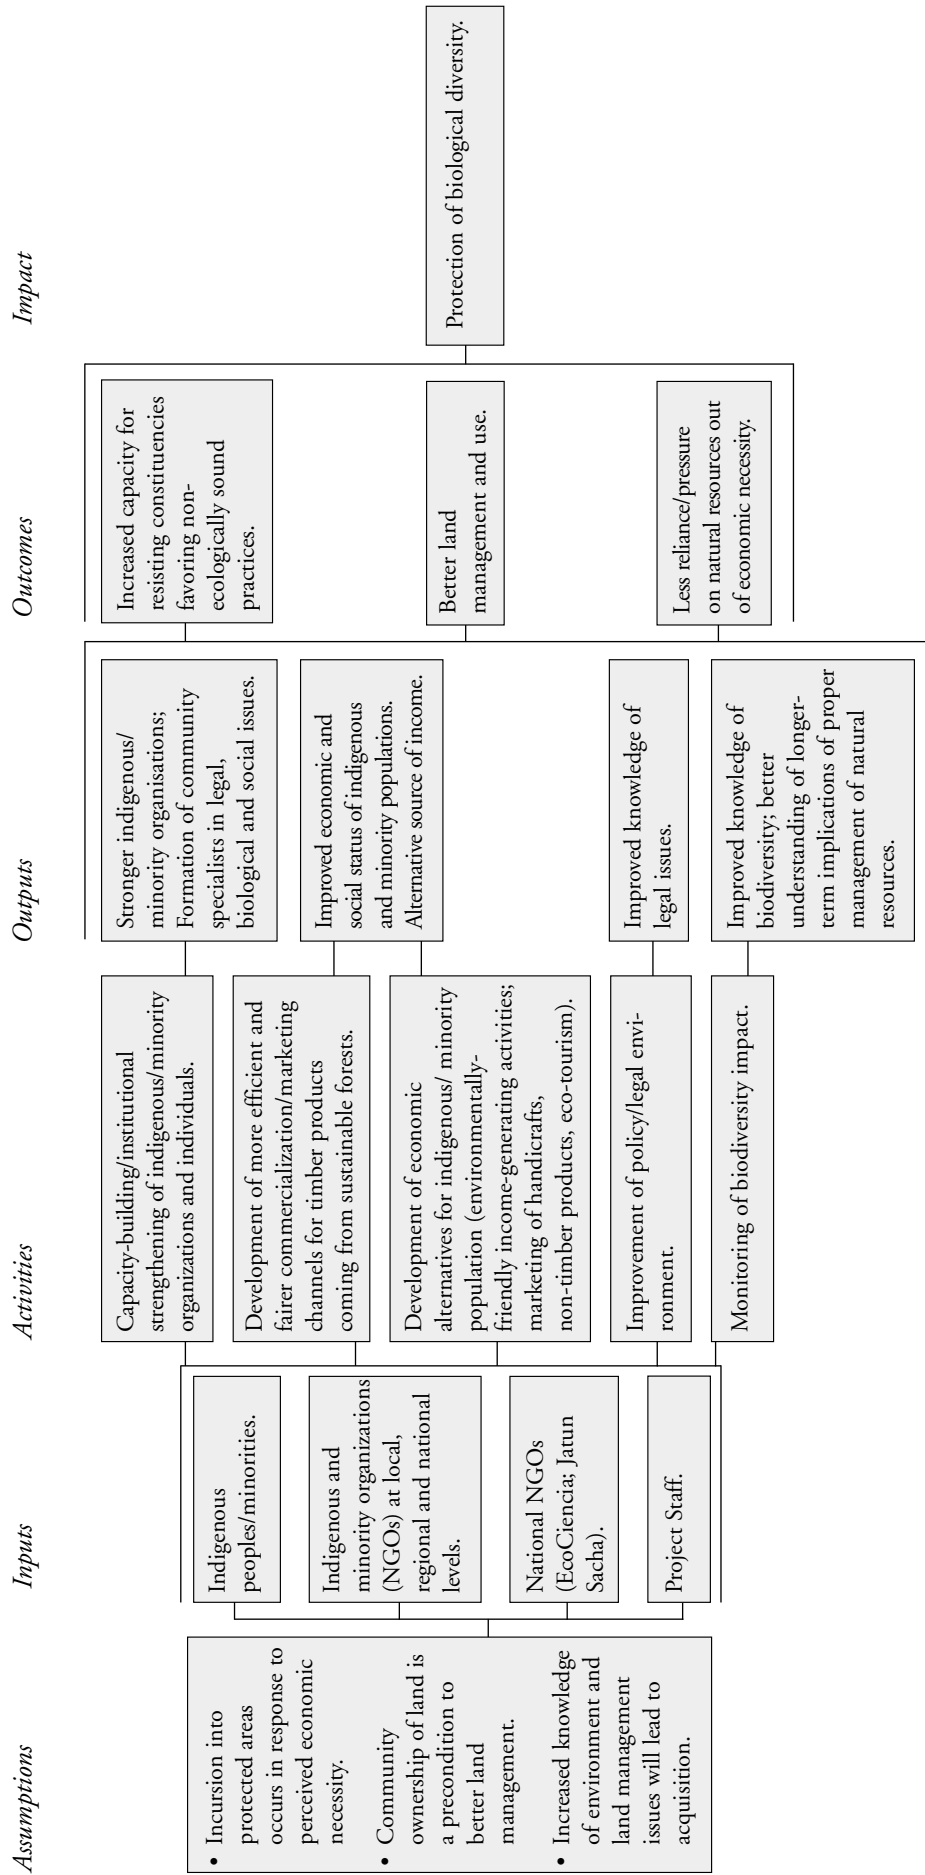 Assumptions
• Incursion into
protected areas
occurs in response to
perceived economic
necessity.
• Community
ownership of land is
a precondition to
better land
management.
• Increased knowledge
of environment and
land management
issues will lead to
acquisition.
Inputs
Indigenous
peoples/minorities.
Indigenous and
minority organizations
(NGOs) at local,
regional and national
levels.
National NGOs
(EcoCiencia; Jatun
Sacha).
Project Staff.
Activities
Capacity-building/institutional
strengthening of indigenous/minority
organizations and individuals.
Development of more efficient and
fairer commercialization/marketing
channels for timber products
coming from sustainable forests.
Development of economic
alternatives for indigenous/ minority
population (environmentally-
friendly income-generating activities;
marketing of handicrafts,
non-timber products, eco-tourism).
Improvement of policy/legal envi-
ronment.
Monitoring of biodiversity impact.
Outputs
Stronger indigenous/
minority organisations;
Formation of community
specialists in legal,
biological and social issues.
Improved economic and
social status of indigenous
and minority populations.
Alternative source of income.
Improved knowledge of
legal issues.
Improved knowledge of
biodiversity; better
understanding of longer-
term implications of proper
management of natural
resources.
Outcomes
Increased capacity for
resisting constituencies
favoring non-
ecologically sound
practices.
Better land
management and use.
Less reliance/pressure
on natural resources out
of economic necessity.
Impact
Protection of biological diversity.